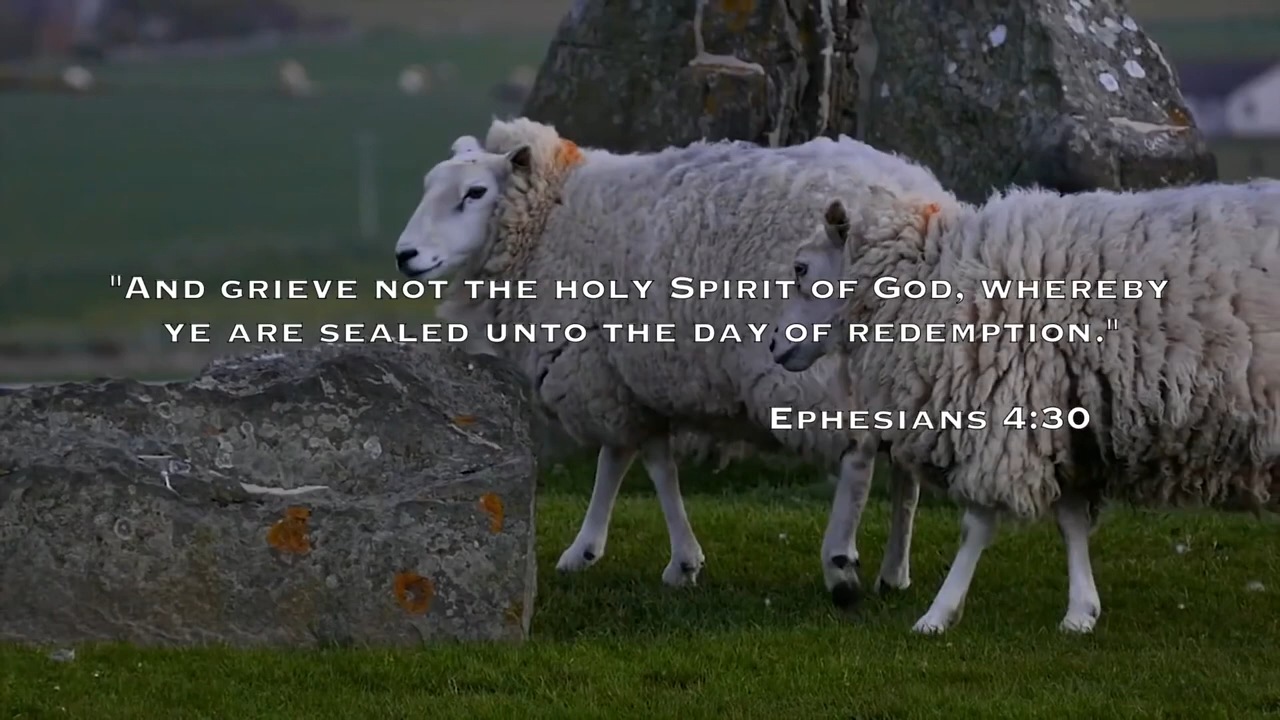 "And grieve not the holy Spirit of God, whereby
ye are sealed unto the day of redemption."
Ephesians 4:30